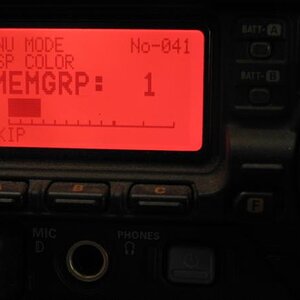 NU MODE No-041
SP COLOR
MEMGRP: 1
KIP
BATT-A
BATT-B
B C F
MIC PHONES